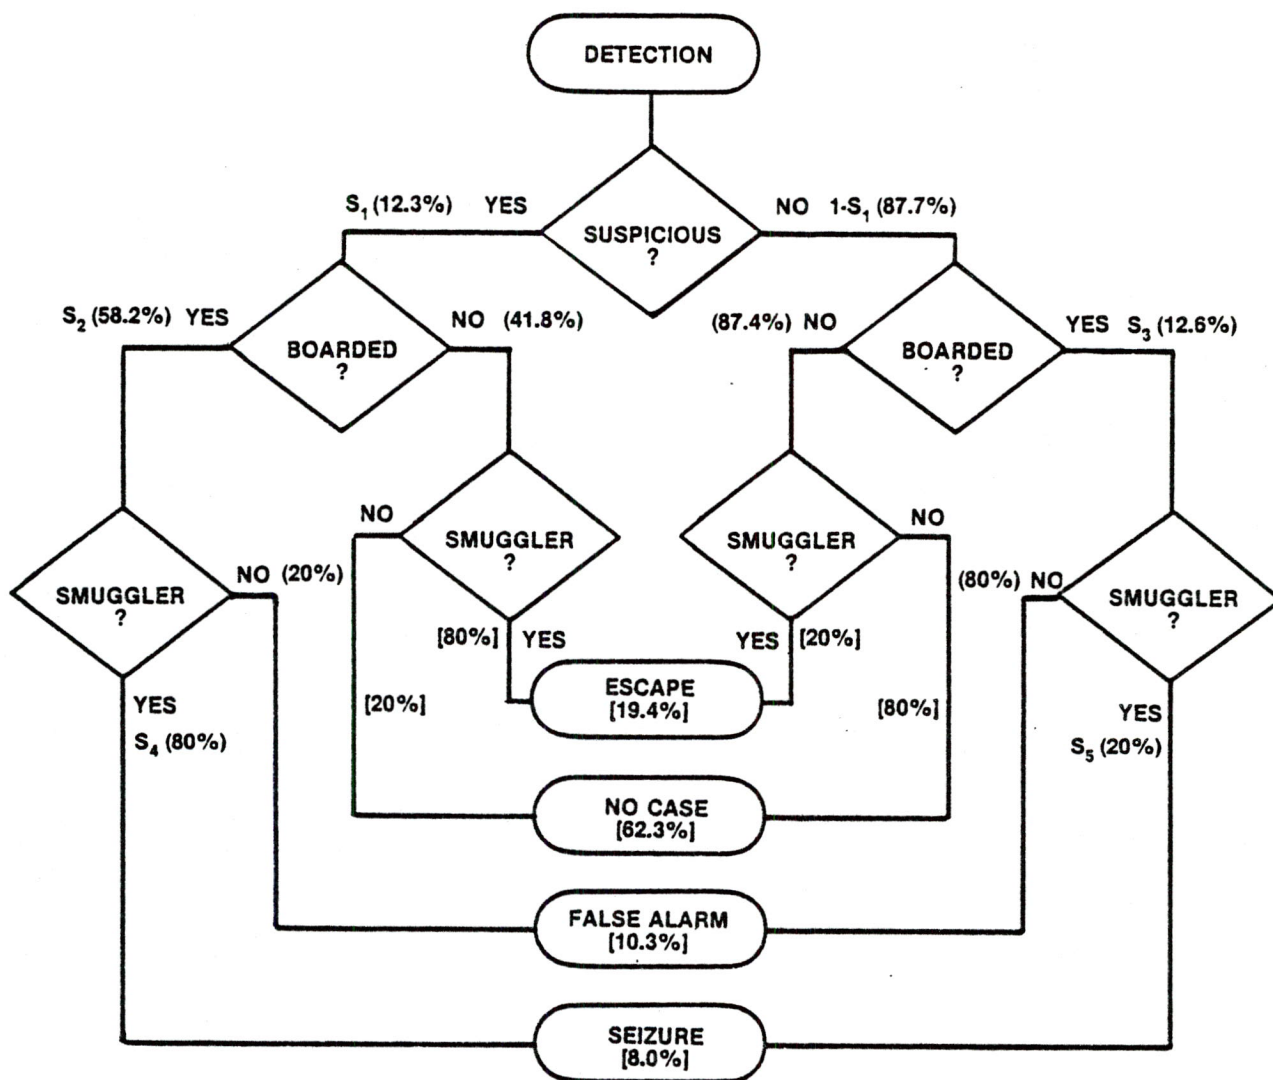 DETECTION
S₁ (12.3%) YES
NO 1-S₁ (87.7%)
SUSPICIOUS
?
S₂ (58.2%) YES
NO (41.8%)
(87.4%) NO
YES S₃ (12.6%)
BOARDED
?
BOARDED
?
NO
SMUGGLER
?
SMUGGLER
?
NO
NO (20%)
(80%) NO
SMUGGLER
?
SMUGGLER
?
[80%] YES
YES [20%]
ESCAPE
[19.4%]
[20%]
[80%]
YES
S₄ (80%)
YES
S₅ (20%)
NO CASE
[62.3%]
FALSE ALARM
[10.3%]
SEIZURE
[8.0%]